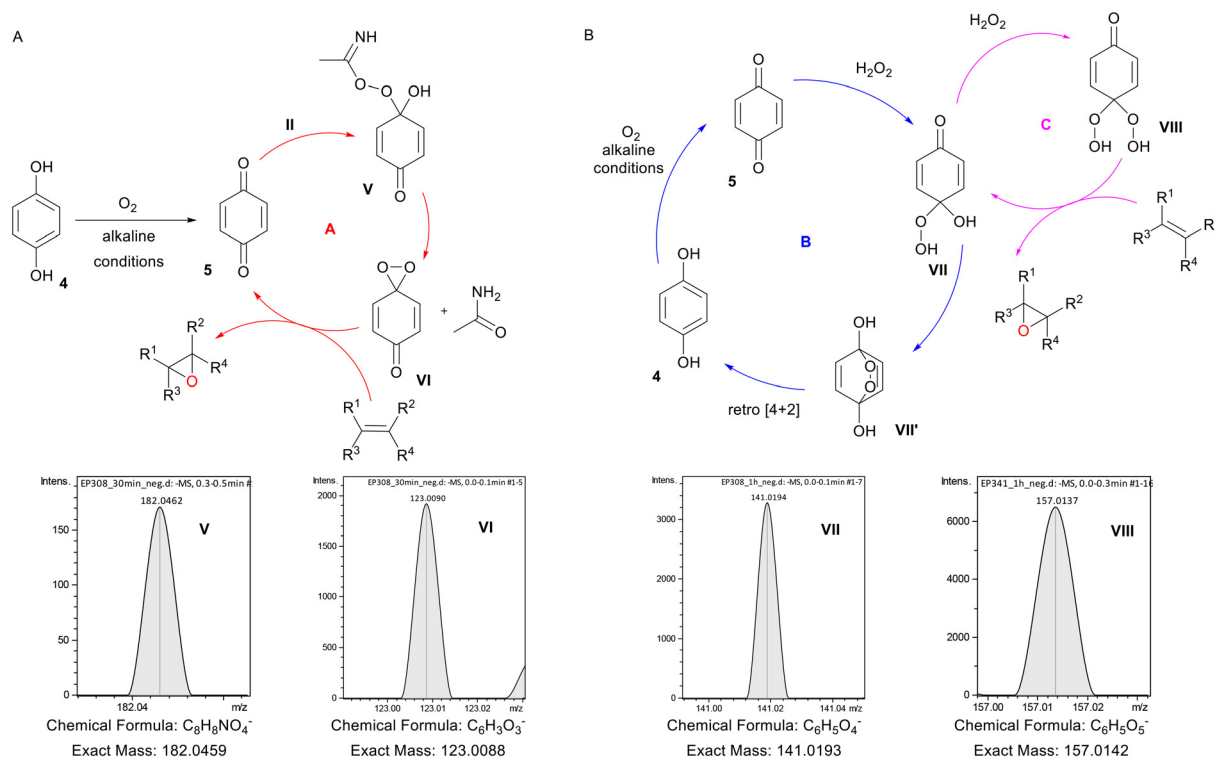 A
NH
O
O
OH
II
V
O
OH
OH
4
O2
alkaline
conditions
O
O
5
A
O O
O
VI
+
NH2
O
R1
R2
R3
R4
O
R1
R2
R3
R4
B
O2
alkaline
conditions
O
O
5
H2O2
H2O2
O
O
OH
OH
VII
O
O
O
OH
OH
VIII
C
B
OH
OH
4
retro [4+2]
OH
O
O
OH
VII'
R1
R
R3
R4
R1
R2
R3
R4
O
Intens.
EP308_30min_neg.d: -MS, 0.3-0.5min #
182.0462
V
150
100
50
0
182.04
m/z
Chemical Formula: C8H8NO4-
Exact Mass: 182.0459
Intens.
EP308_30min_neg.d: -MS, 0.0-0.1min #1-5
123.0090
VI
2000
1500
1000
500
0
123.00
123.01
123.02
m/z
Chemical Formula: C6H3O3-
Exact Mass: 123.0088
Intens.
EP308_1h_neg.d: -MS, 0.0-0.1min #1-7
141.0194
VII
3000
2000
1000
0
141.00
141.02
141.04
m/z
Chemical Formula: C6H5O4-
Exact Mass: 141.0193
Intens.
EP341_1h_neg.d: -MS, 0.0-0.3min #1-16
157.0137
VIII
6000
4000
2000
0
157.00
157.01
157.02
m/z
Chemical Formula: C6H5O5-
Exact Mass: 157.0142